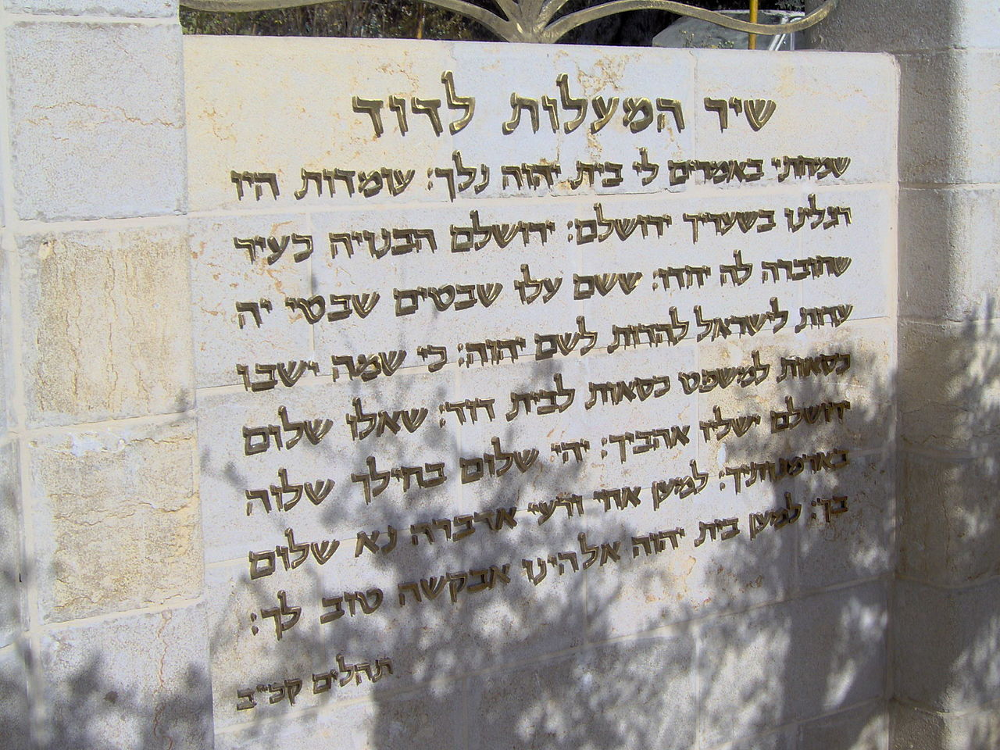 שיר המעלות לדוד
שמחתי באמרים לי בית יהוה נלך: עומדות היו
רגלינו בשעריך ירושלם: ירושלם הבנויה כעיר
שחוברה לה יחדו: ששם עלו שבטים שבטי יה
עדות לישראל להדות לשם יהוה: כי שמה ישבו
כסאות למשפט כסאות לבית דוד: שאלו שלום
ירושלם ישליו אהביך: יהי שלום בחילך שלוה
בארמנותיך: למען אחי ורעי אדברה נא שלום
בך: למען בית יהוה אלהינו אבקשה טוב לך:
תהלים קכ"ב